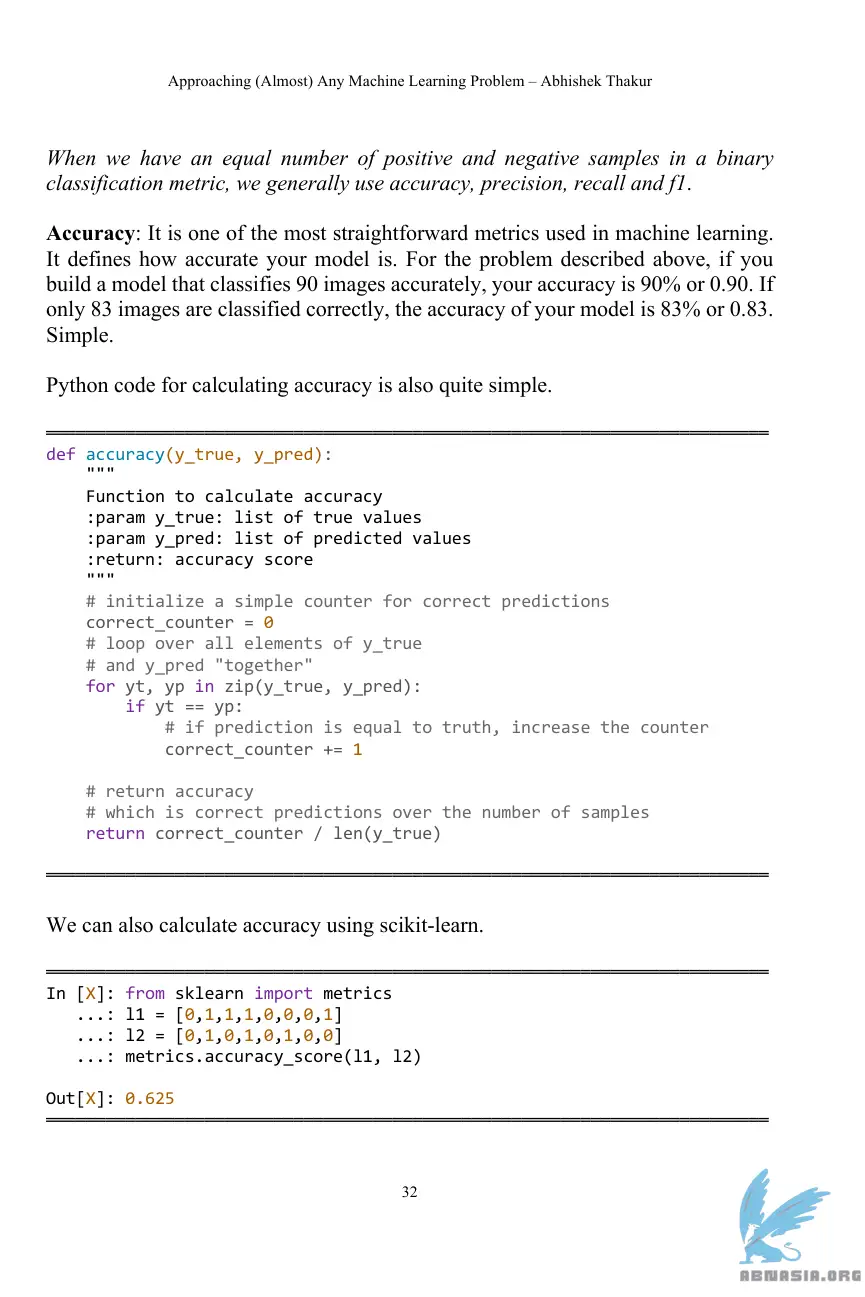 Approaching (Almost) Any Machine Learning Problem – Abhishek Thakur
When we have an equal number of positive and negative samples in a binary
classification metric, we generally use accuracy, precision, recall and f1.
Accuracy: It is one of the most straightforward metrics used in machine learning.
It defines how accurate your model is. For the problem described above, if you
build a model that classifies 90 images accurately, your accuracy is 90% or 0.90. If
only 83 images are classified correctly, the accuracy of your model is 83% or 0.83.
Simple.
Python code for calculating accuracy is also quite simple.
def accuracy(y_true, y_pred):
    """
    Function to calculate accuracy
    :param y_true: list of true values
    :param y_pred: list of predicted values
    :return: accuracy score
    """
    # initialize a simple counter for correct predictions
    correct_counter = 0
    # loop over all elements of y_true
    # and y_pred "together"
    for yt, yp in zip(y_true, y_pred):
        if yt == yp:
            # if prediction is equal to truth, increase the counter
            correct_counter += 1
    # return accuracy
    # which is correct predictions over the number of samples
    return correct_counter / len(y_true)
We can also calculate accuracy using scikit-learn.
In [X]: from sklearn import metrics
   ...: l1 = [0,1,1,1,0,0,0,1]
   ...: l2 = [0,1,0,1,0,1,0,0]
   ...: metrics.accuracy_score(l1, l2)
Out[X]: 0.625
32
ABNASIA.ORG